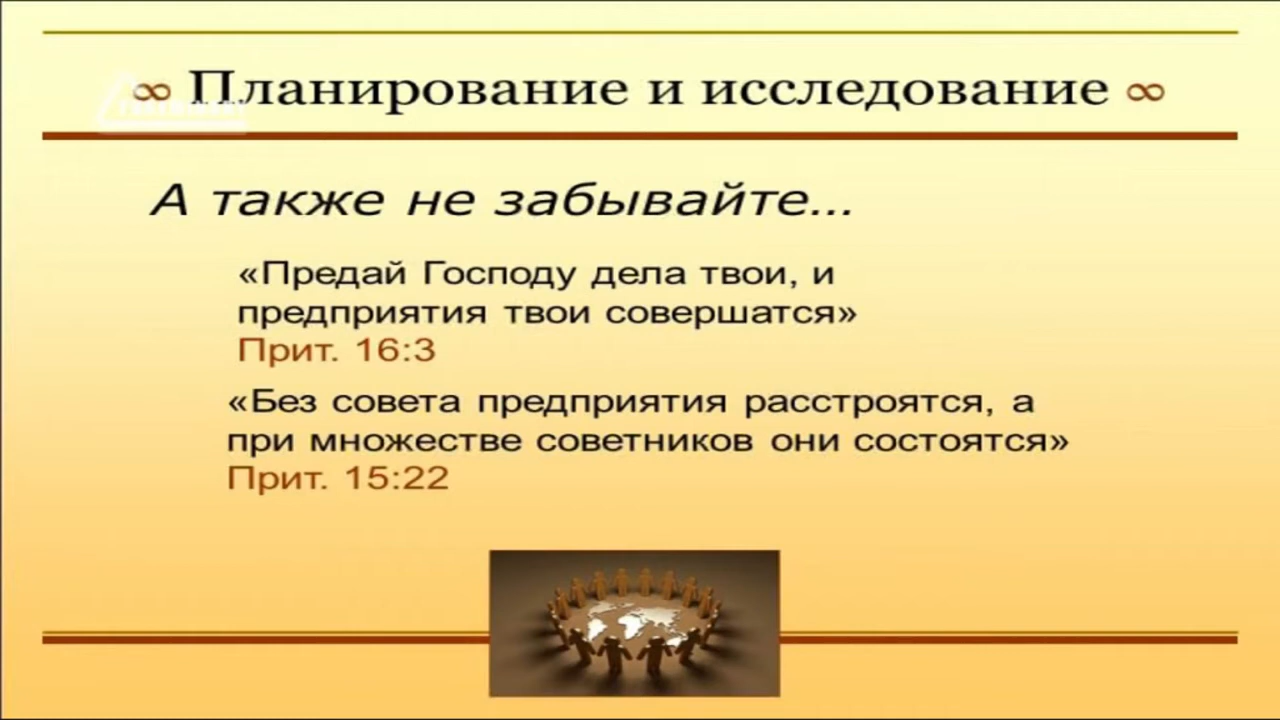 ∞ Планирование и исследование ∞
А также не забывайте...
«Предай Господу дела твои, и
предприятия твои совершатся»
Прит. 16:3
«Без совета предприятия расстроятся, а
при множестве советников они состоятся»
Прит. 15:22